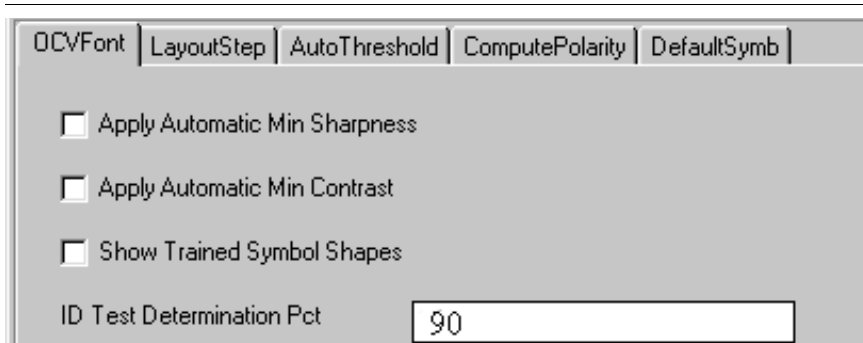 OCVFont LayoutStep AutoThreshold ComputePolarity DefaultSymb
Apply Automatic Min Sharpness
Apply Automatic Min Contrast
Show Trained Symbol Shapes
ID Test Determination Pct 90